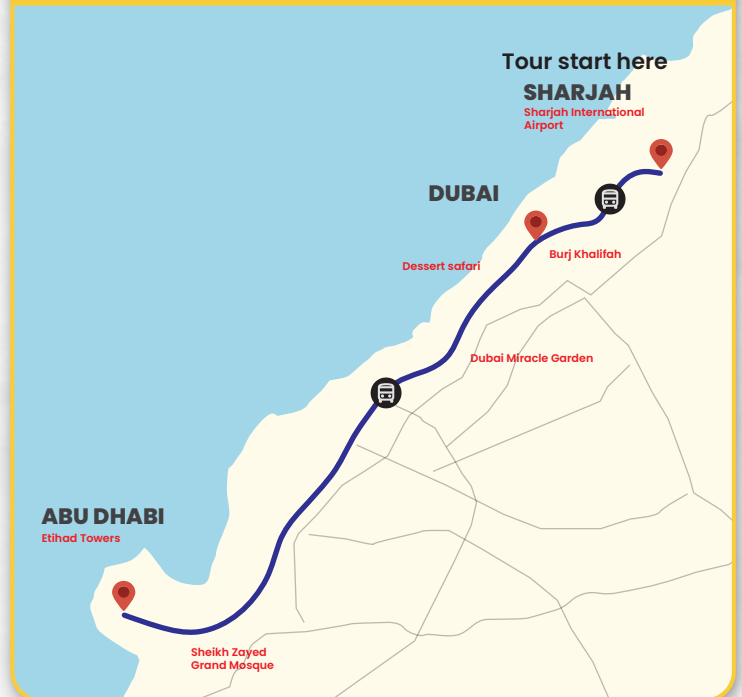 Tour start here
SHARJAH
Sharjah International
Airport
DUBAI
Burj Khalifah
Dessert safari
Dubai Miracle Garden
ABU DHABI
Etihad Towers
Sheikh Zayed
Grand Mosque